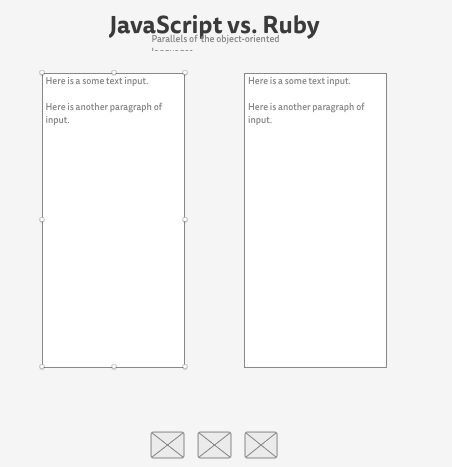 JavaScript vs. Ruby
Parallels of the object-oriented
languages
Here is a some text input.
Here is another paragraph of
input.
Here is a some text input.
Here is another paragraph of
input.